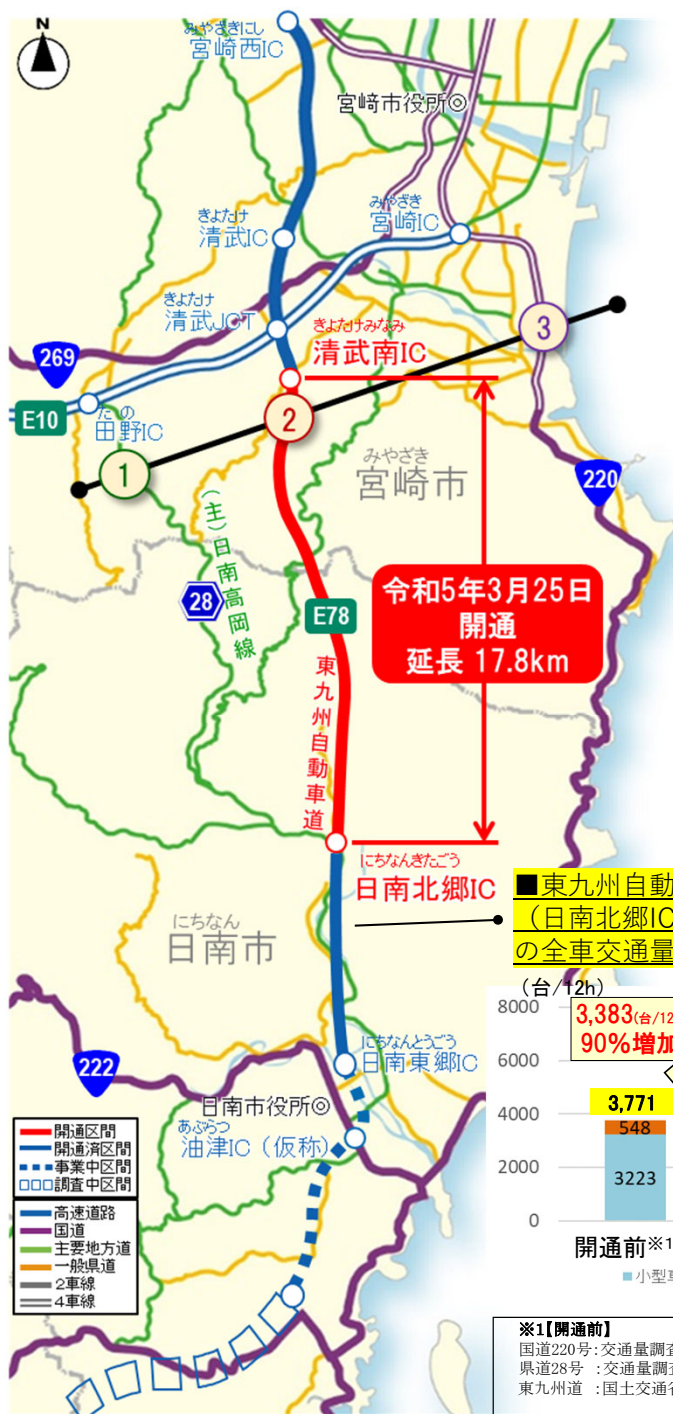 N
みやざきにし
宮崎西IC
宮崎市役所◎
きよたけ
清武IC
みやざき
宮崎IC
きよたけ
清武JCT
きよたけみなみ
清武南IC
3
269
E10
たの
田野IC
2
1
みやざき
宮崎市
220
(主)日南高岡線
28
E78
令和5年3月25日
開通
延長 17.8km
東九州自動車道
にちなんきたごう
日南北郷IC
■東九州自動
（日南北郷IC
の全車交通量
にちなん
日南市
（台/12h）
8000
3,383(台/12
90%増加
6000
にちなんとうごう
日南東郷IC
222
4000
3,771
548
日南市役所◎
あぶらつ
油津IC（仮称）
2000
3223
0
開通前※1
■小型車
開通区間
開通済区間
事業中区間
調査中区間
高速道路
国道
主要地方道
一般県道
2車線
4車線
※1【開通前】
国道220号:交通量調査
県道28号 :交通量調査
東九州道 :国土交通省